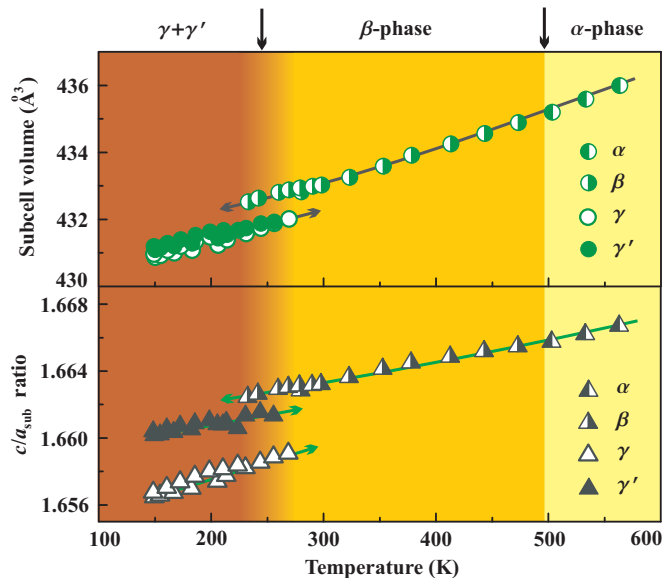 γ+γ′ β-phase α-phase
Subcell volume (Å³)
436
434
432
430
α
β
γ
γ′
c/a_sub ratio
1.668
1.664
1.660
1.656
α
β
γ
γ′
100 200 300 400 500 600
Temperature (K)